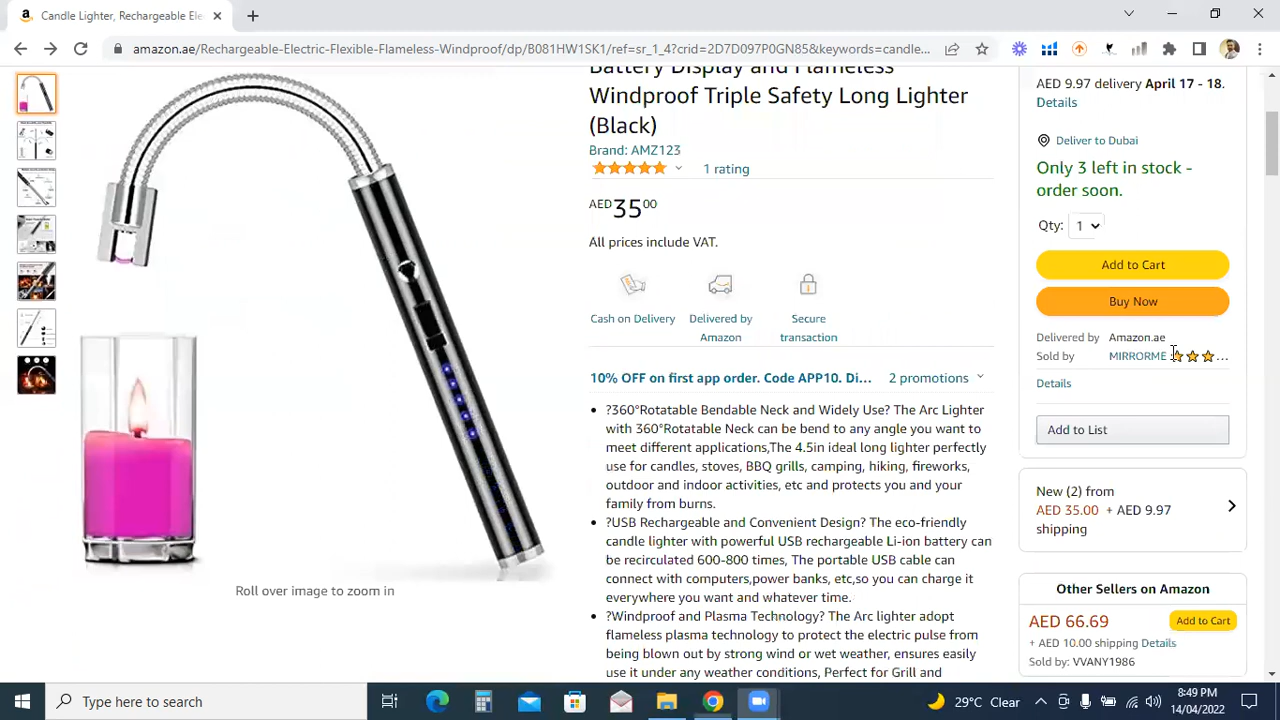 Candle Lighter, Rechargeable Ele
amazon.ae/Rechargeable-Electric-Flexible-Flameless-Windproof/dp/B081HW1SK1/ref=sr_1_4?crid=2D7D097P0GN85&keywords=candle...
Battery Display and Flameless
Windproof Triple Safety Long Lighter
(Black)
Brand: AMZ123
1 rating
AED 35 00
All prices include VAT.
Cash on Delivery
Delivered by
Amazon
Secure
transaction
10% OFF on first app order. Code APP10. Di...
2 promotions
?360°Rotatable Bendable Neck and Widely Use? The Arc Lighter
with 360°Rotatable Neck can be bend to any angle you want to
meet different applications,The 4.5in ideal long lighter perfectly
use for candles, stoves, BBQ grills, camping, hiking, fireworks,
outdoor and indoor activities, etc and protects you and your
family from burns.
?USB Rechargeable and Convenient Design? The eco-friendly
candle lighter with powerful USB rechargeable Li-ion battery can
be recirculated 600-800 times, The portable USB cable can
connect with computers,power banks, etc,so you can charge it
everywhere you want and whatever time.
?Windproof and Plasma Technology? The Arc lighter adopt
flameless plasma technology to protect the electric pulse from
being blown out by strong wind or wet weather, ensures easily
use it under any weather conditions, Perfect for Grill and
Roll over image to zoom in
AED 9.97 delivery April 17 - 18.
Details
Deliver to Dubai
Only 3 left in stock -
order soon.
Qty: 1
Add to Cart
Buy Now
Delivered by Amazon.ae
Sold by MIRRORME ...
Details
Add to List
New (2) from
AED 35.00 + AED 9.97
shipping
Other Sellers on Amazon
AED 66.69
Add to Cart
+ AED 10.00 shipping Details
Sold by: VVANY1986
Type here to search
29°C Clear
8:49 PM
14/04/2022